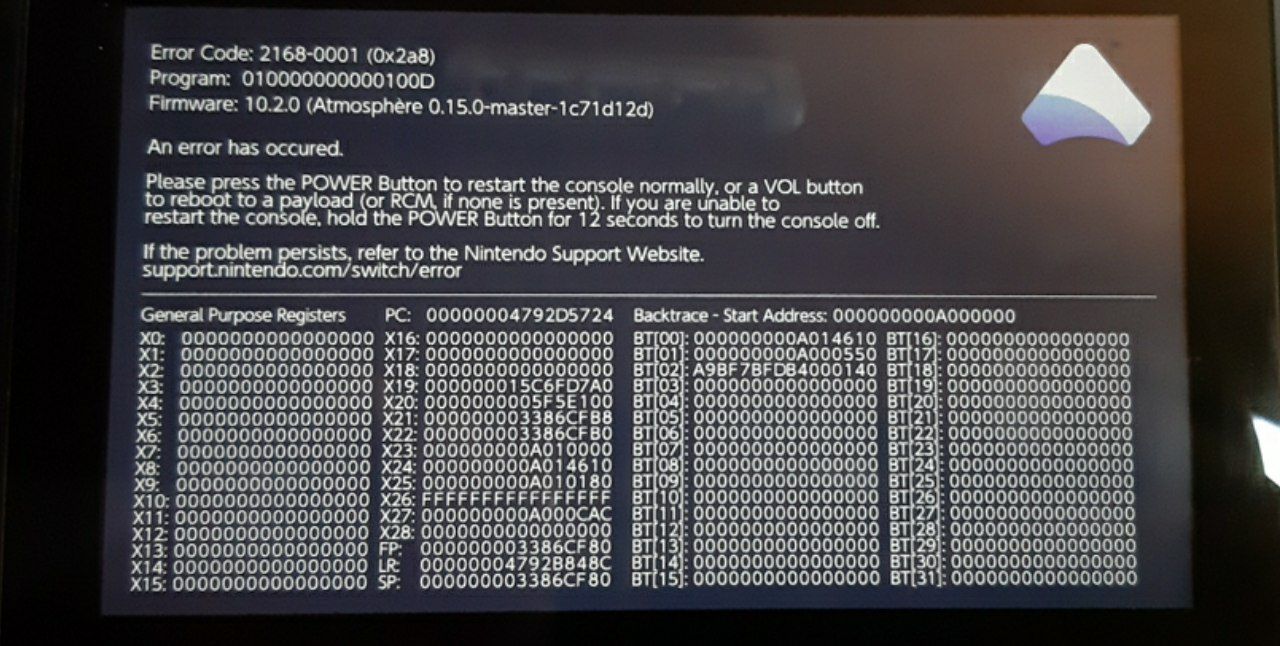 Error Code: 2168-0001 (0x2a8)
Program: 010000000000100D
Firmware: 10.2.0 (Atmosphère 0.15.0-master-1c71d12d)
An error has occured.
Please press the POWER Button to restart the console normally, or a VOL button
to reboot to a payload (or RCM, if none is present). If you are unable to
restart the console, hold the POWER Button for 12 seconds to turn the console off.
If the problem persists, refer to the Nintendo Support Website.
support.nintendo.com/switch/error
General Purpose Registers PC: 00000004792D5724 Backtrace - Start Address: 000000000A000000
X0: 0000000000000000 X16: 0000000000000000 BT[00]: 000000000A014610 BT[16]: 0000000000000000
X1: 0000000000000000 X17: 0000000000000000 BT[01]: 000000000A000550 BT[17]: 0000000000000000
X2: 0000000000000000 X18: 0000000000000000 BT[02]: A9BF7BFDB4000140 BT[18]: 0000000000000000
X3: 0000000000000000 X19: 000000015C6FD7A0 BT[03]: 0000000000000000 BT[19]: 0000000000000000
X4: 0000000000000000 X20: 0000000005F5E100 BT[04]: 0000000000000000 BT[20]: 0000000000000000
X5: 0000000000000000 X21: 000000003386CFB8 BT[05]: 0000000000000000 BT[21]: 0000000000000000
X6: 0000000000000000 X22: 000000003386CFB0 BT[06]: 0000000000000000 BT[22]: 0000000000000000
X7: 0000000000000000 X23: 000000000A010000 BT[07]: 0000000000000000 BT[23]: 0000000000000000
X8: 0000000000000000 X24: 000000000A014610 BT[08]: 0000000000000000 BT[24]: 0000000000000000
X9: 0000000000000000 X25: 000000000A010180 BT[09]: 0000000000000000 BT[25]: 0000000000000000
X10: 0000000000000000 X26: FFFFFFFFFFFFFFFF BT[10]: 0000000000000000 BT[26]: 0000000000000000
X11: 0000000000000000 X27: 000000000A000CAC BT[11]: 0000000000000000 BT[27]: 0000000000000000
X12: 0000000000000000 X28: 0000000000000000 BT[12]: 0000000000000000 BT[28]: 0000000000000000
X13: 0000000000000000 FP: 000000003386CF80 BT[13]: 0000000000000000 BT[29]: 0000000000000000
X14: 0000000000000000 LR: 00000004792B848C BT[14]: 0000000000000000 BT[30]: 0000000000000000
X15: 0000000000000000 SP: 000000003386CF80 BT[15]: 0000000000000000 BT[31]: 0000000000000000